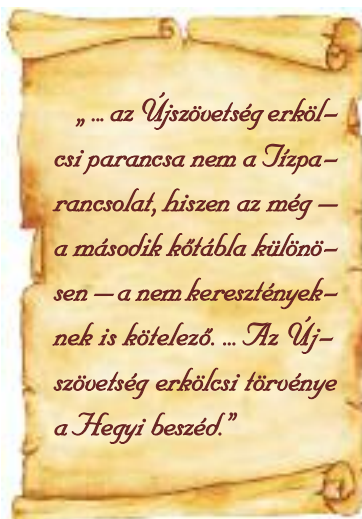 „ ... az Újszövetség erköl–
csi parancsa nem a Tízpa–
rancsolat, hiszen az még —
a második kőtábla különö–
sen — a nem keresztények–
nek is kötelező. ... Az Új–
szövetség erkölcsi törvénye
a Hegyi beszéd.”